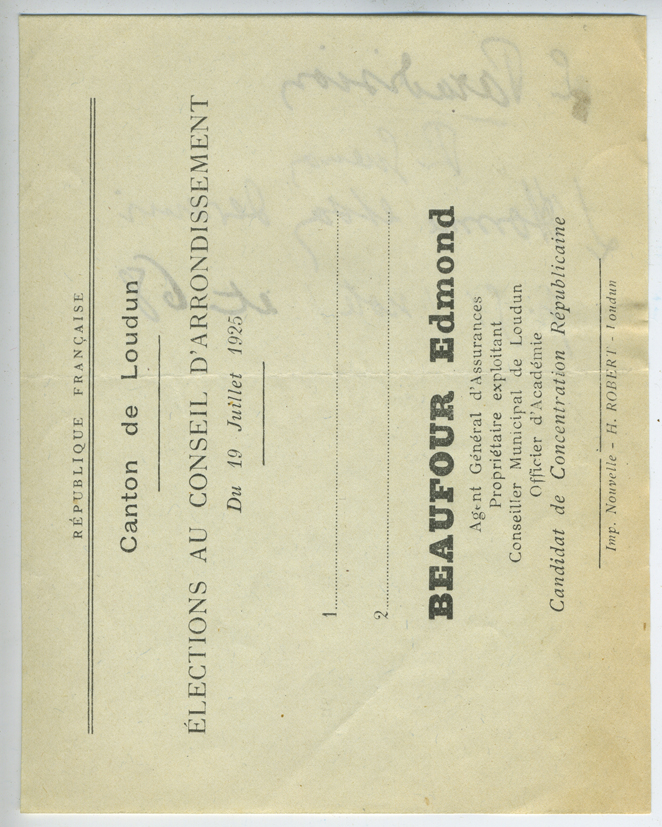 RÉPUBLIQUE FRANÇAISE
Canton de Loudun
ÉLECTIONS AU CONSEIL D'ARRONDISSEMENT
Du 19 Juillet 1925
1
2
BEAUFOUR Edmond
Agent Général d'Assurances
Propriétaire exploitant
Conseiller Municipal de Loudun
Officier d'Académie
Candidat de Concentration Républicaine
Imp. Nouvelle - H. ROBERT - Loudun